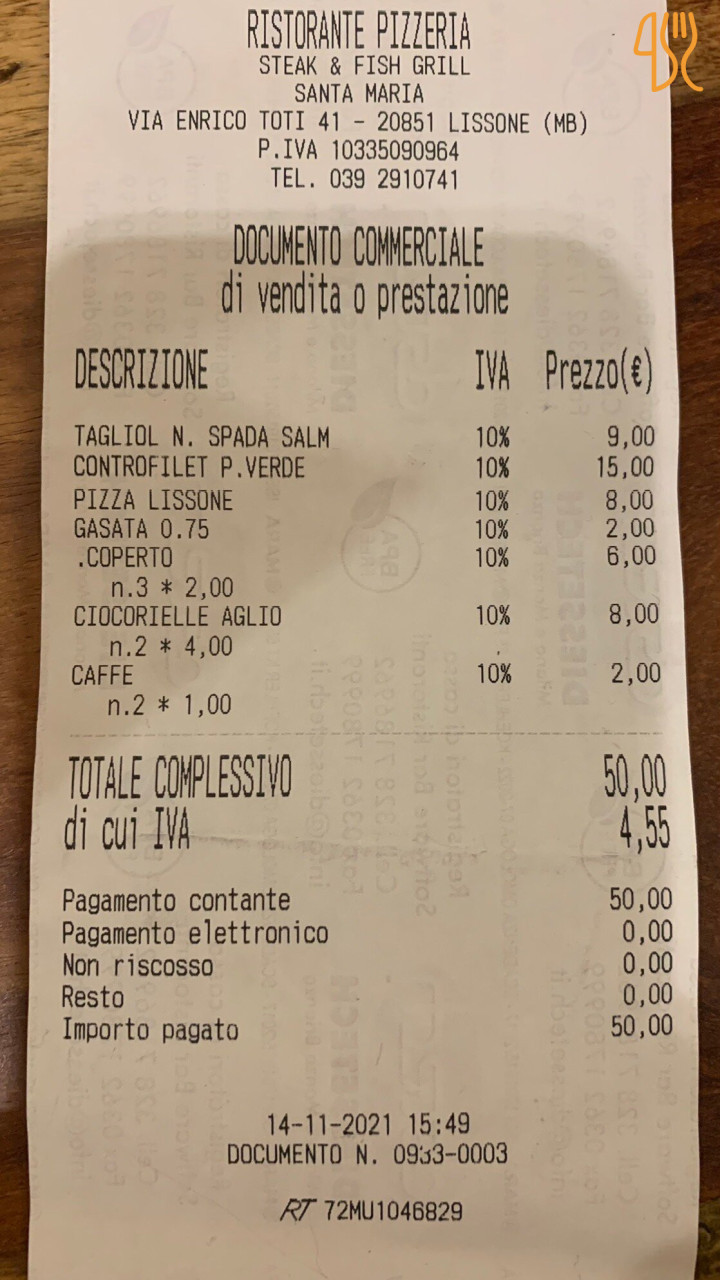 RISTORANTE PIZZERIA
STEAK & FISH GRILL
SANTA MARIA
VIA ENRICO TOTI 41 - 20851 LISSONE (MB)
P.IVA 10335090964
TEL. 039 2910741
DOCUMENTO COMMERCIALE
di vendita o prestazione
DESCRIZIONE IVA Prezzo(€)
TAGLIOL N. SPADA SALM 10% 9,00
CONTROFILET P.VERDE 10% 15,00
PIZZA LISSONE 10% 8,00
GASATA 0.75 10% 2,00
.COPERTO 10% 6,00
n.3 * 2,00
CIOCORIELLE AGLIO 10% 8,00
n.2 * 4,00
CAFFE 10% 2,00
n.2 * 1,00
TOTALE COMPLESSIVO 50,00
di cui IVA 4,55
Pagamento contante 50,00
Pagamento elettronico 0,00
Non riscosso 0,00
Resto 0,00
Importo pagato 50,00
14-11-2021 15:49
DOCUMENTO N. 0933-0003
RT 72MU1046829